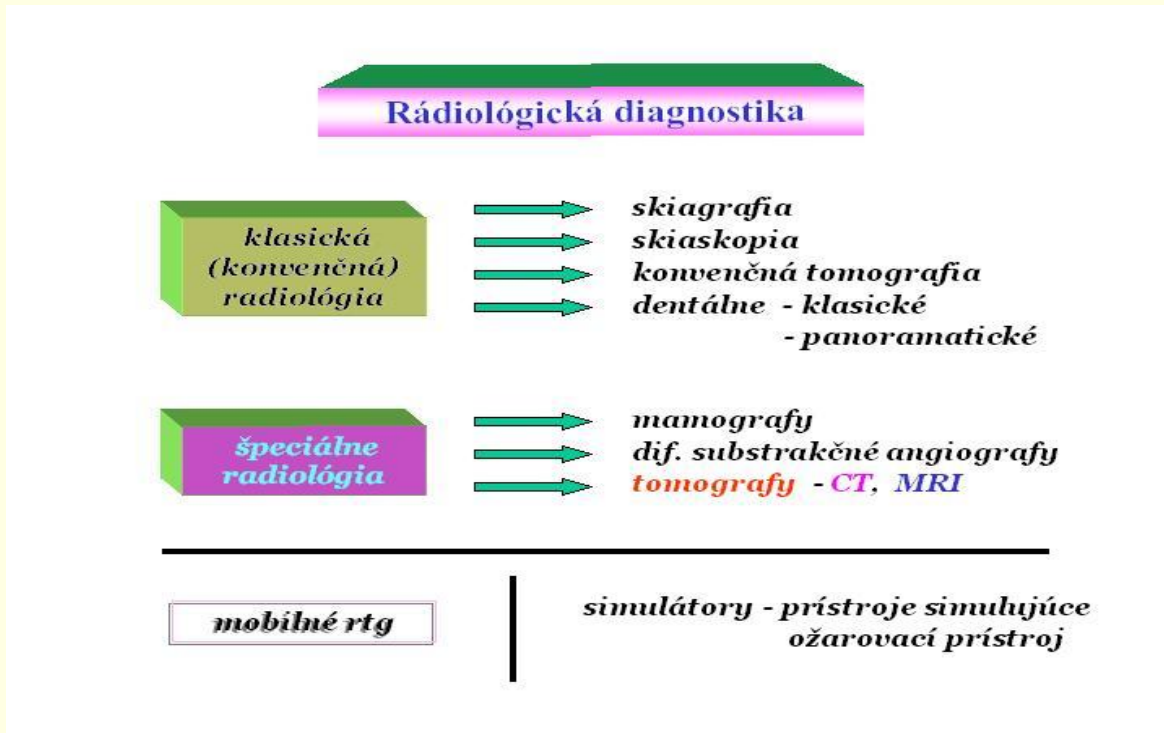 Rádiológická diagnostika
klasická
(konvenčná)
radiológia
skiagrafia
skiaskopia
konvenčná tomografia
dentálne - klasické
- panoramatické
špeciálne
radiológia
mamografy
dif. substrakčné angiografy
tomografy - CT, MRI
mobilné rtg
simulátory - prístroje simulujúce
ožarovací prístroj